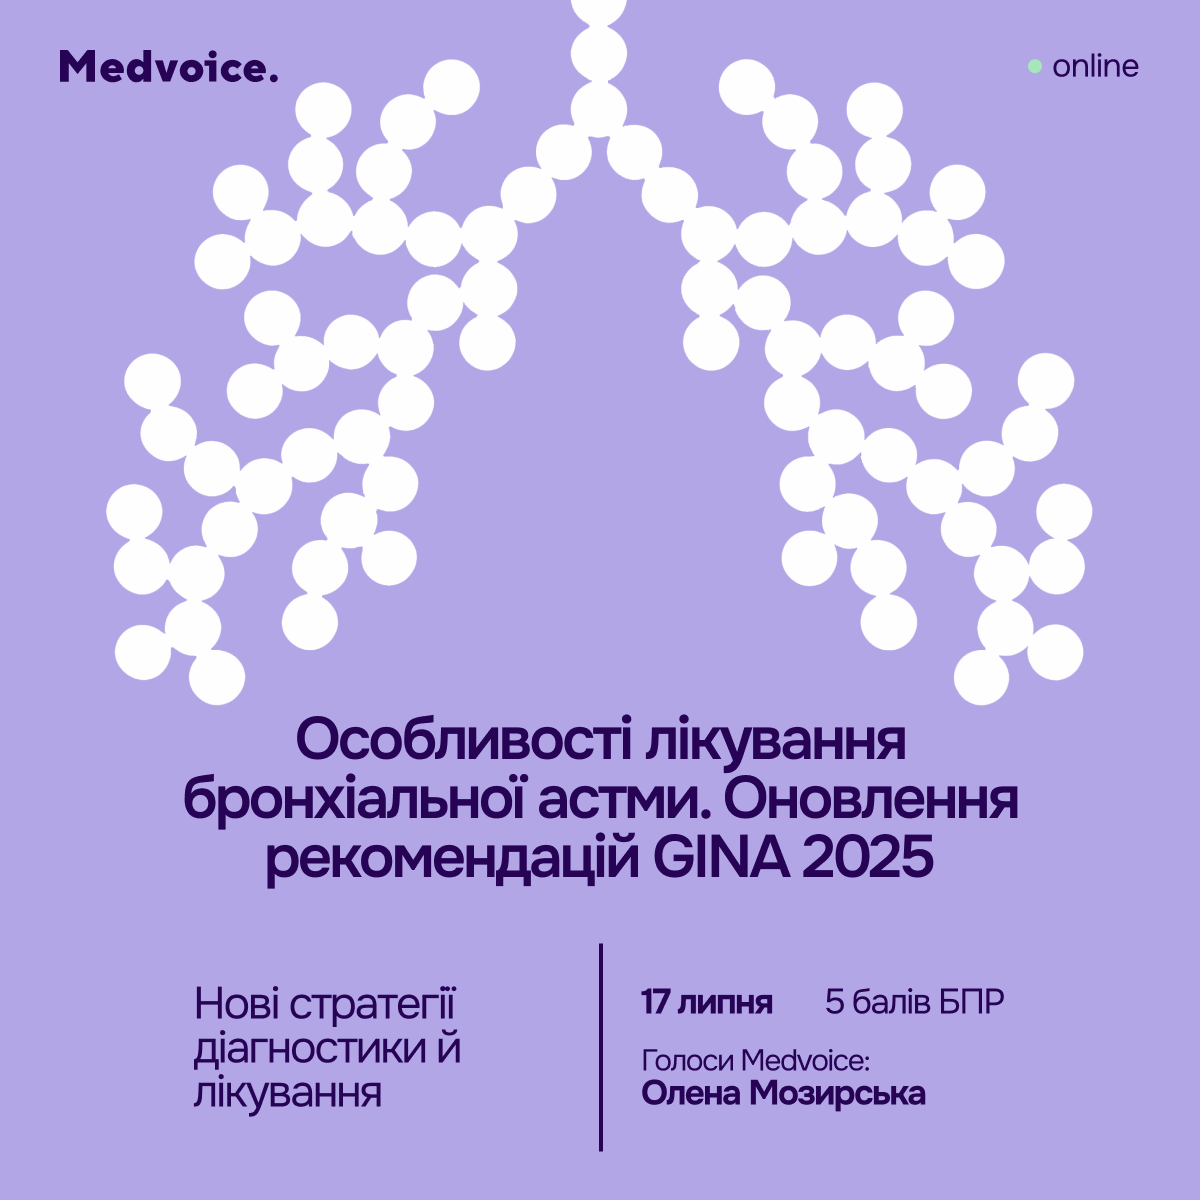 Medvoice.
online
Особливості лікування
бронхіальної астми. Оновлення
рекомендацій GINA 2025
Нові стратегії
діагностики й
лікування
17 липня 5 балів БПР
Голоси Medvoice:
Олена Мозирська